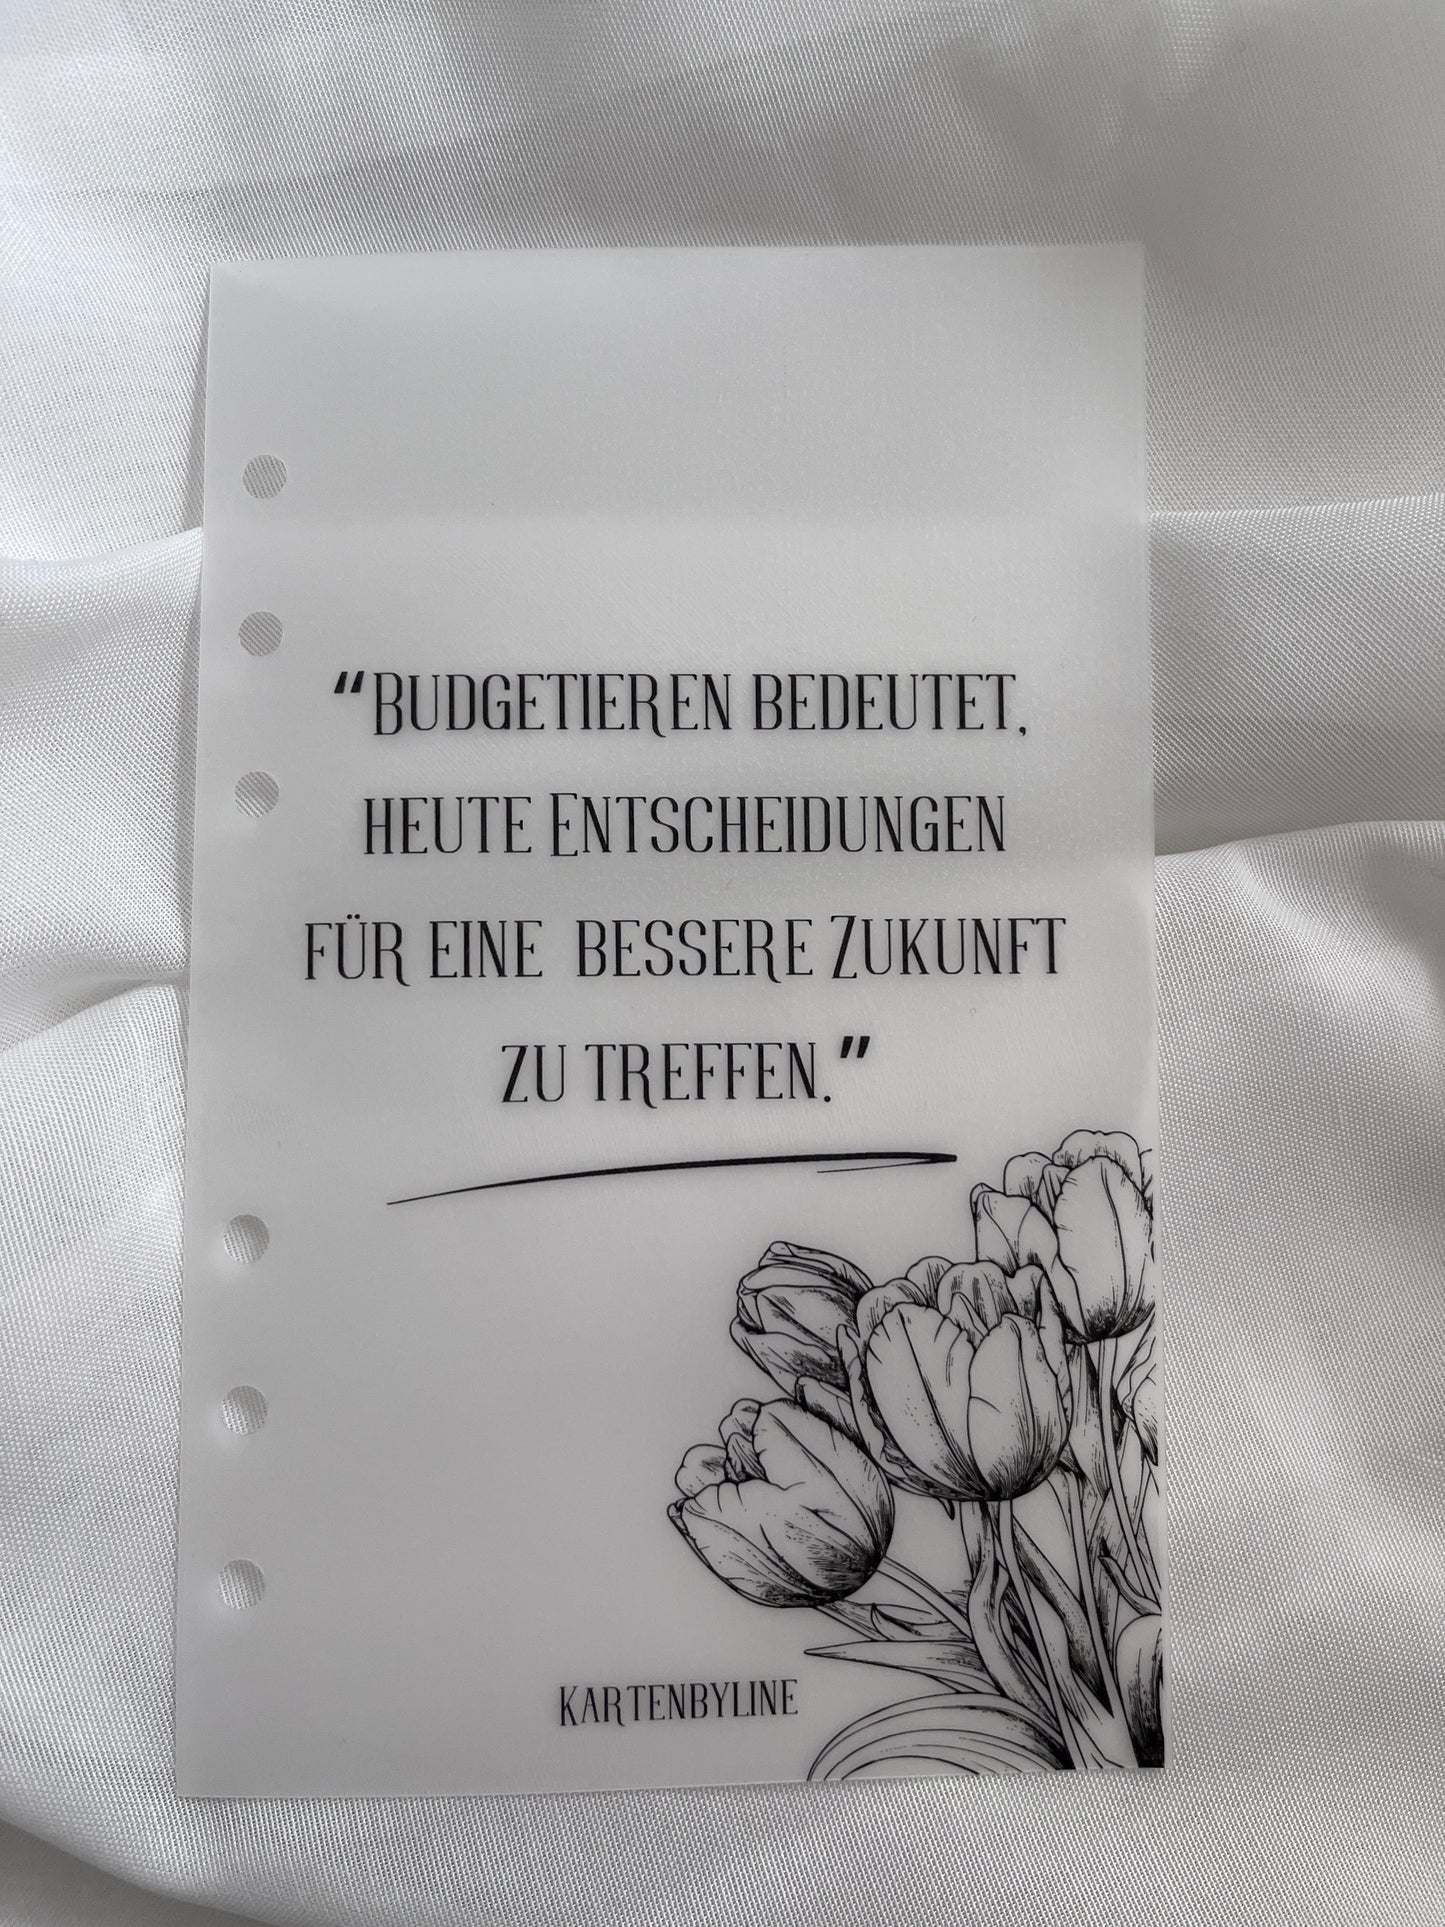 “Budgetieren bedeutet,
heute Entscheidungen
für eine bessere Zukunft
zu treffen.”
kartenbyline